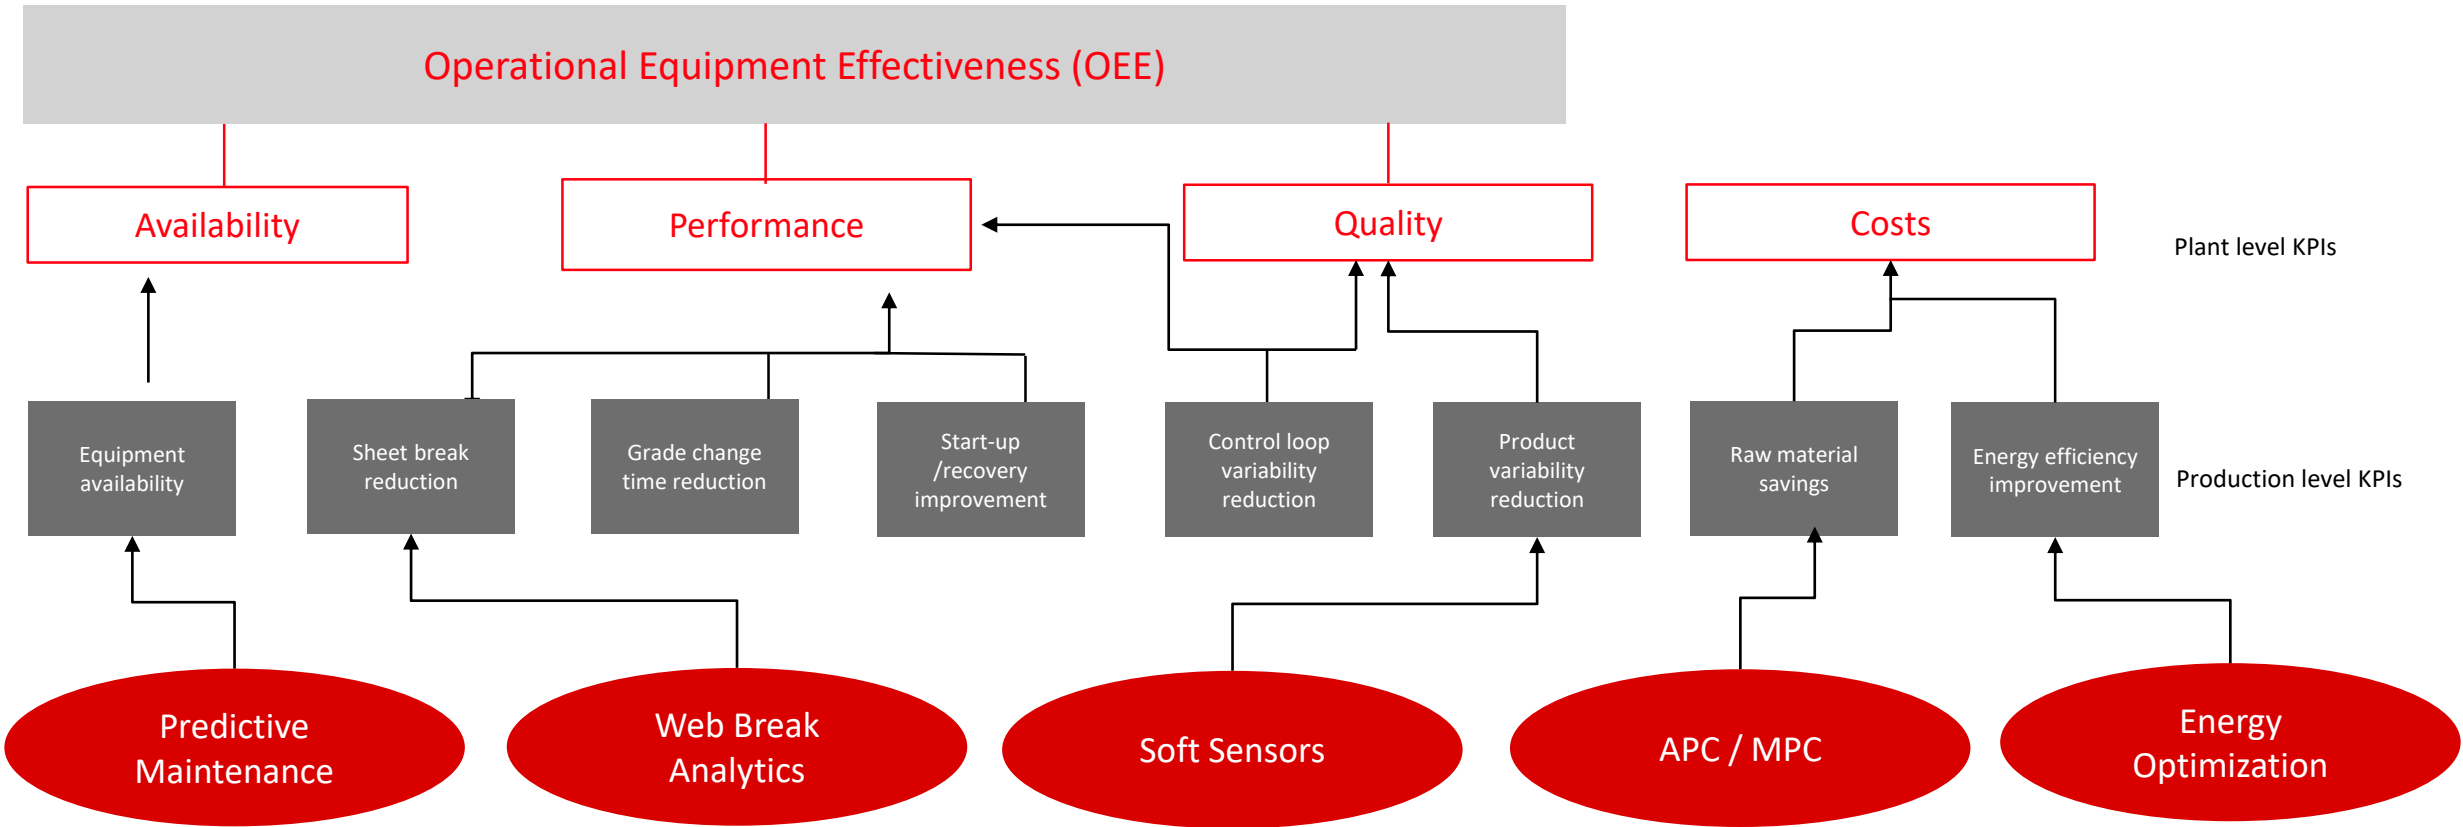 Operational Equipment Effectiveness (OEE)
Availability
Performance
Quality
Costs
Plant level KPIs
Equipment
availability
Sheet break
reduction
Grade change
time reduction
Start-up
/recovery
improvement
Control loop
variability
reduction
Product
variability
reduction
Raw material
savings
Energy efficiency
improvement
Production level KPIs
Predictive
Maintenance
Web Break
Analytics
Soft Sensors
APC / MPC
Energy
Optimization